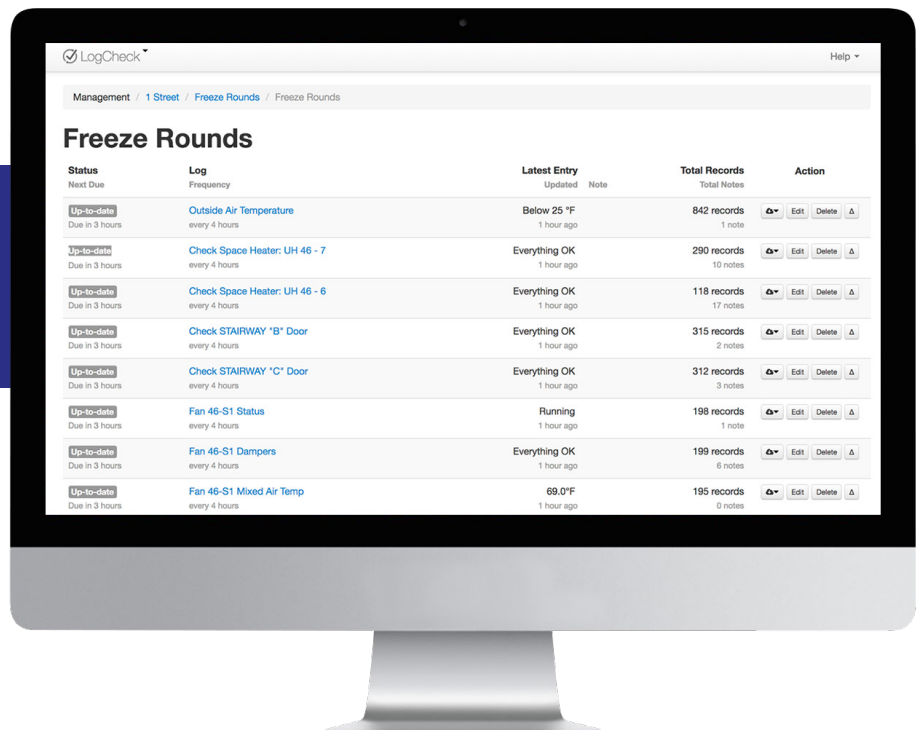 LogCheck Help
Management / 1 Street / Freeze Rounds / Freeze Rounds
Freeze Rounds
Status Log Latest Entry Total Records Action
Next Due Frequency Updated Note Total Notes
Up-to-date Outside Air Temperature Below 25 °F 842 records Edit Delete Δ
Due in 3 hours every 4 hours 1 hour ago 1 note
Up-to-date Check Space Heater: UH 46 - 7 Everything OK 290 records Edit Delete Δ
Due in 3 hours every 4 hours 1 hour ago 10 notes
Up-to-date Check Space Heater: UH 46 - 6 Everything OK 118 records Edit Delete Δ
Due in 3 hours every 4 hours 1 hour ago 17 notes
Up-to-date Check STAIRWAY "B" Door Everything OK 315 records Edit Delete Δ
Due in 3 hours every 4 hours 1 hour ago 2 notes
Up-to-date Check STAIRWAY "C" Door Everything OK 312 records Edit Delete Δ
Due in 3 hours every 4 hours 1 hour ago 3 notes
Up-to-date Fan 46-S1 Status Running 198 records Edit Delete Δ
Due in 3 hours every 4 hours 1 hour ago 1 note
Up-to-date Fan 46-S1 Dampers Everything OK 199 records Edit Delete Δ
Due in 3 hours every 4 hours 1 hour ago 6 notes
Up-to-date Fan 46-S1 Mixed Air Temp 69.0°F 195 records Edit Delete Δ
Due in 3 hours every 4 hours 1 hour ago 0 notes